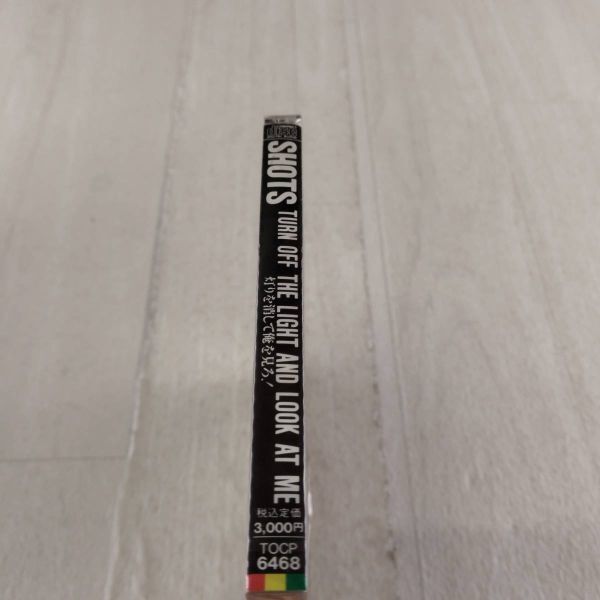 SHOTS TURN OFF THE LIGHT AND LOOK AT ME
灯りを消して俺を見ろ!
税込定価
3,000円
TOCP
6468